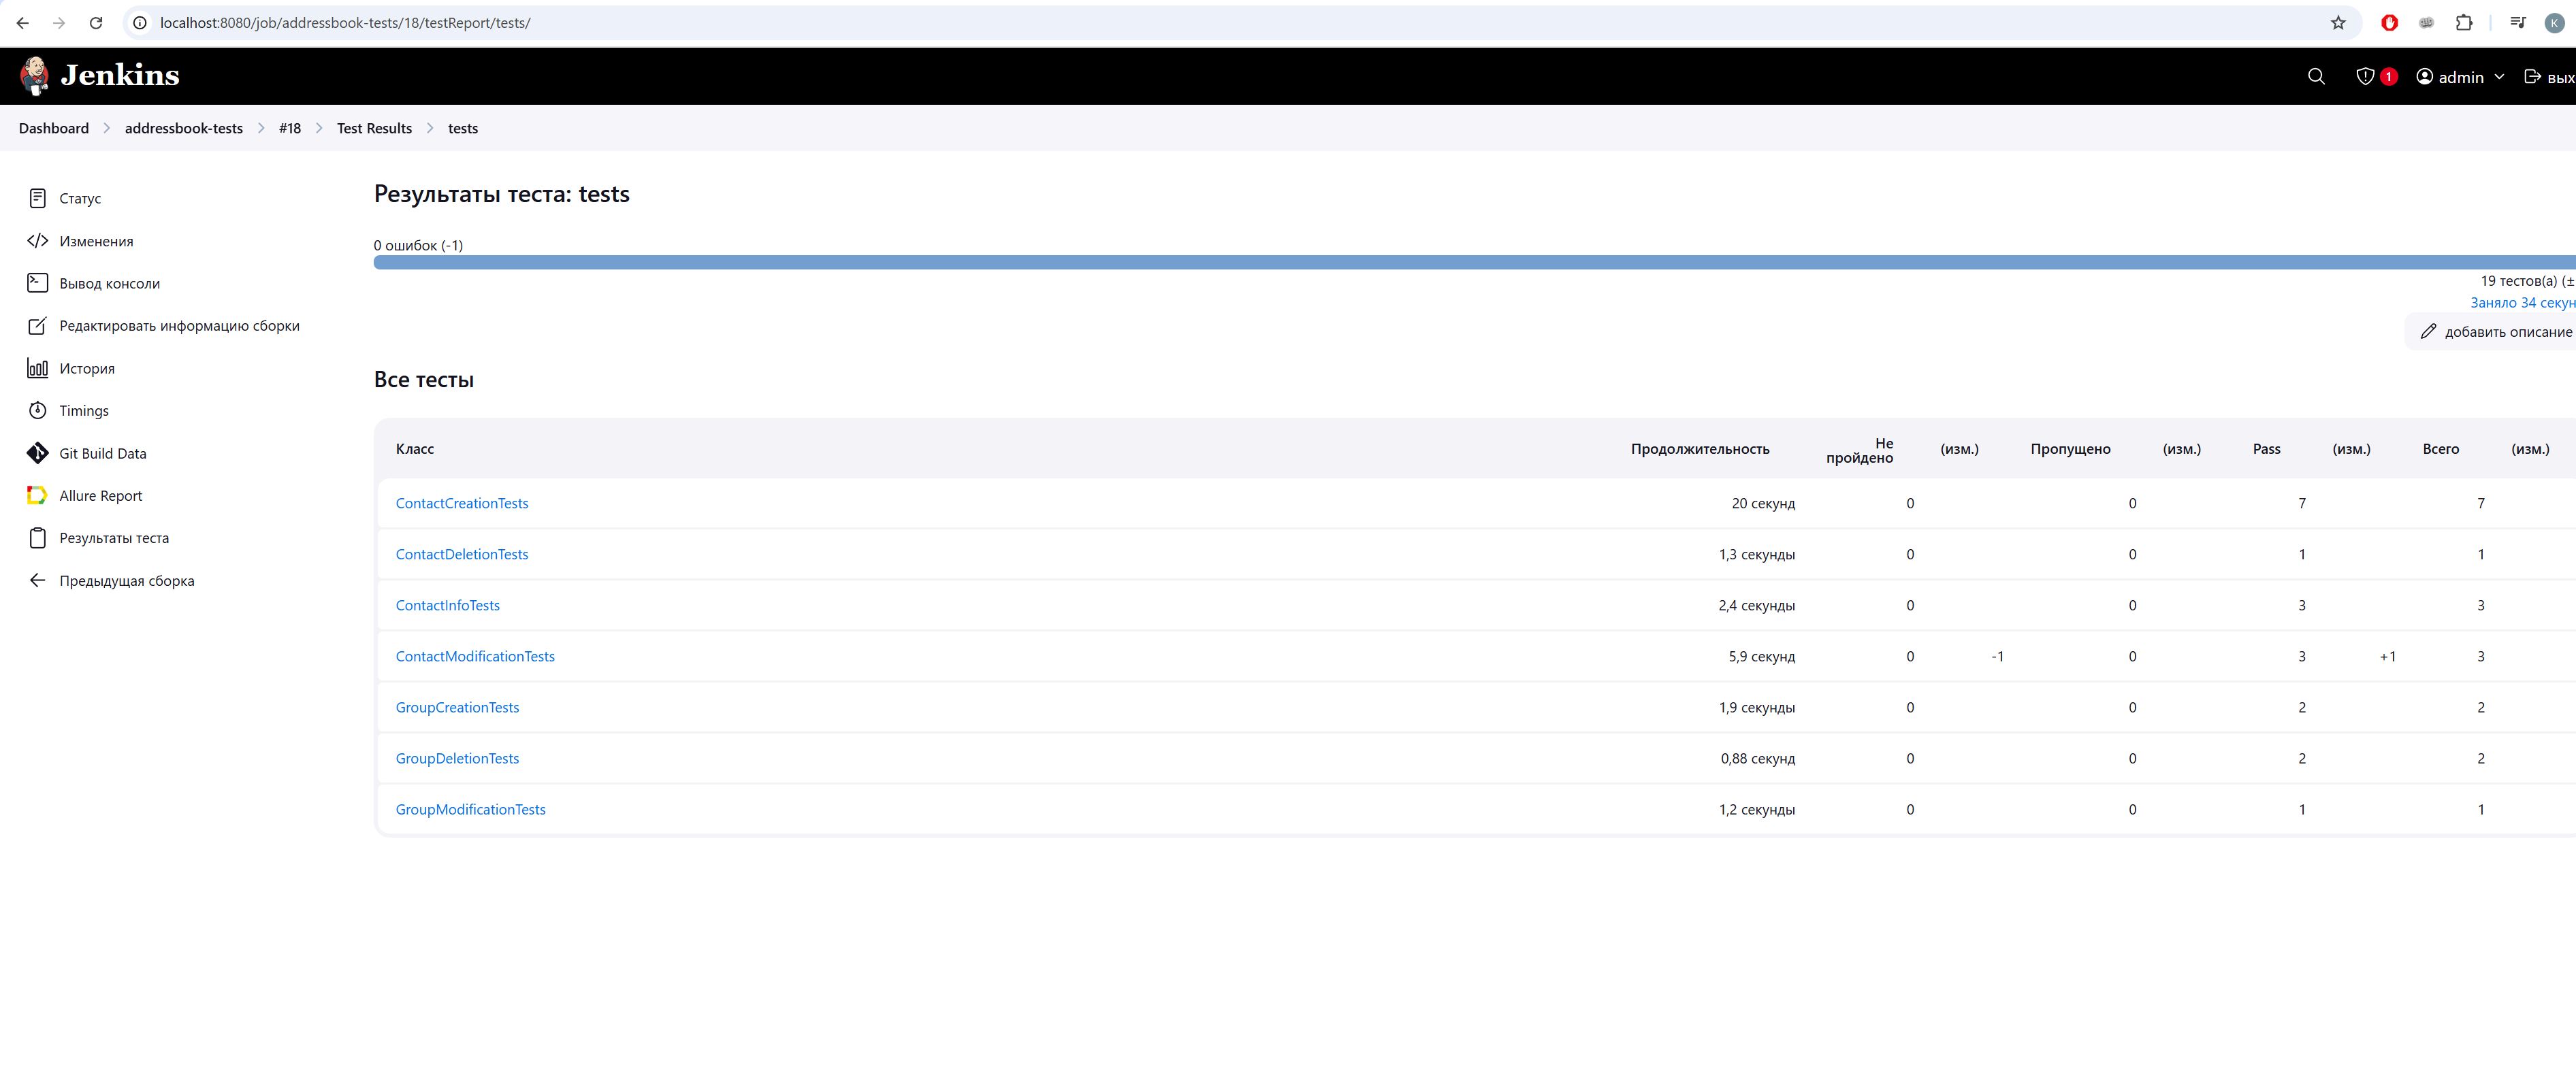 localhost:8080/job/addressbook-tests/18/testReport/tests/
K
Jenkins
1
admin
вых
Dashboard
addressbook-tests
#18
Test Results
tests
Статус
Изменения
Вывод консоли
Редактировать информацию сборки
История
Timings
Git Build Data
Allure Report
Результаты теста
Предыдущая сборка
Результаты теста: tests
0 ошибок (-1)
19 тестов(а) (±
Заняло 34 секун
добавить описание
Все тесты
Класс Продолжительность Не пройдено (изм.) Пропущено (изм.) Pass (изм.) Всего (изм.)
ContactCreationTests 20 секунд 0 0 7 7
ContactDeletionTests 1,3 секунды 0 0 1 1
ContactInfoTests 2,4 секунды 0 0 3 3
ContactModificationTests 5,9 секунд 0 -1 0 3 +1 3
GroupCreationTests 1,9 секунды 0 0 2 2
GroupDeletionTests 0,88 секунд 0 0 2 2
GroupModificationTests 1,2 секунды 0 0 1 1